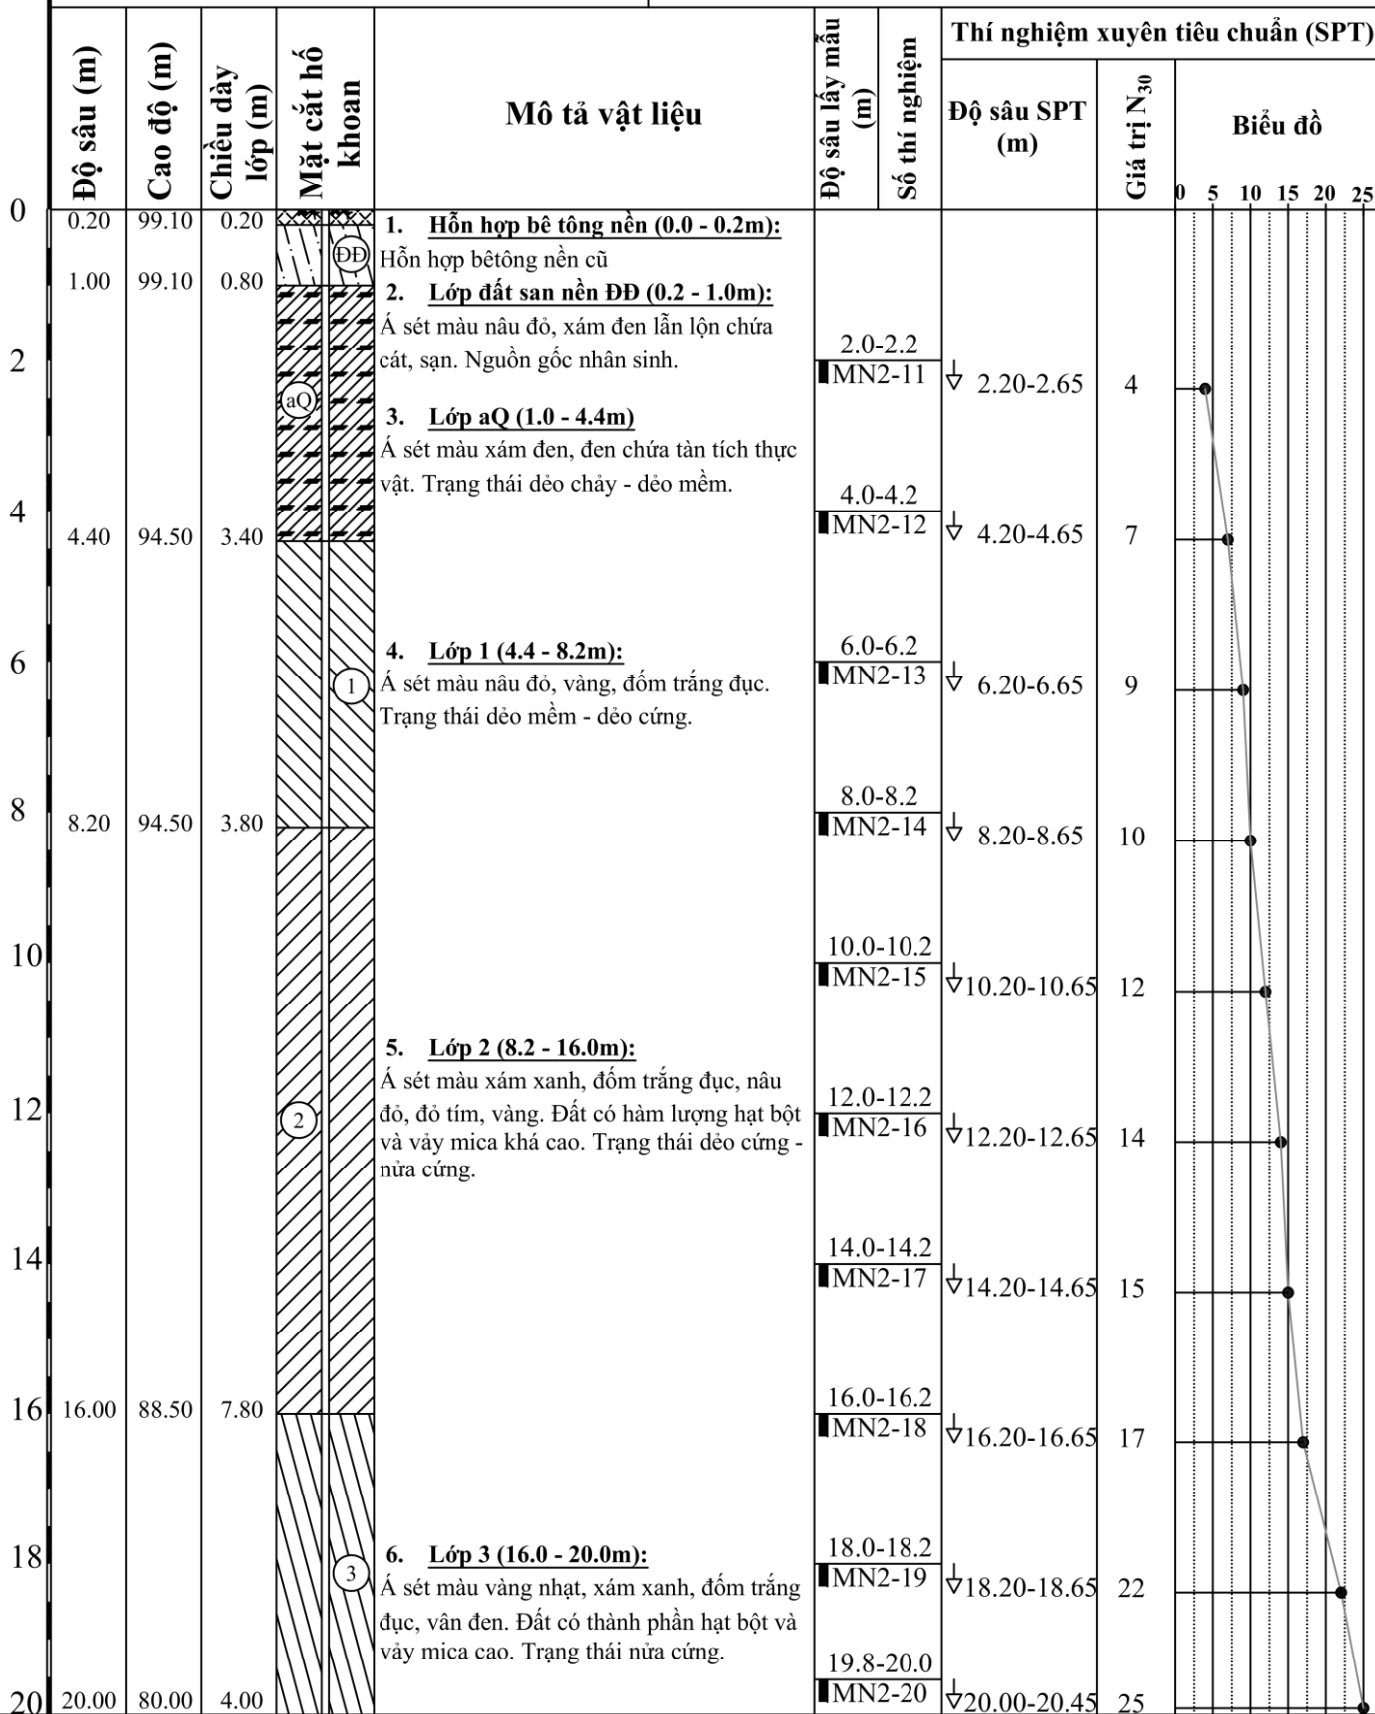 Độ sâu (m)
Cao độ (m)
Chiều dày lớp (m)
Mặt cắt hố khoan
Mô tả vật liệu
Độ sâu lấy mẫu (m)
Số thí nghiệm
Thí nghiệm xuyên tiêu chuẩn (SPT)
Độ sâu SPT (m)
Giá trị N30
Biểu đồ
0 5 10 15 20 25
0
0.20 99.10 0.20
1. Hỗn hợp bê tông nền (0.0 - 0.2m):
ĐĐ
Hỗn hợp bêtông nền cũ
1.00 99.10 0.80
2. Lớp đất san nền ĐĐ (0.2 - 1.0m):
Á sét màu nâu đỏ, xám đen lẫn lộn chứa
cát, sạn. Nguồn gốc nhân sinh.
2.0-2.2
2
MN2-11 2.20-2.65 4
aQ
3. Lớp aQ (1.0 - 4.4m)
Á sét màu xám đen, đen chứa tàn tích thực
vật. Trạng thái dẻo chảy - dẻo mềm.
4.0-4.2
4
MN2-12 4.20-4.65 7
4.40 94.50 3.40
4. Lớp 1 (4.4 - 8.2m):
1
Á sét màu nâu đỏ, vàng, đốm trắng đục.
Trạng thái dẻo mềm - dẻo cứng.
6.0-6.2
6
MN2-13 6.20-6.65 9
8.0-8.2
8
MN2-14 8.20-8.65 10
8.20 94.50 3.80
10.0-10.2
10
MN2-15 10.20-10.65 12
5. Lớp 2 (8.2 - 16.0m):
Á sét màu xám xanh, đốm trắng đục, nâu
đỏ, đỏ tím, vàng. Đất có hàm lượng hạt bột
và vảy mica khá cao. Trạng thái dẻo cứng -
nửa cứng.
2
12.0-12.2
12
MN2-16 12.20-12.65 14
14.0-14.2
14
MN2-17 14.20-14.65 15
16.0-16.2
16
16.00 88.50 7.80
MN2-18 16.20-16.65 17
6. Lớp 3 (16.0 - 20.0m):
3
Á sét màu vàng nhạt, xám xanh, đốm trắng
đục, vân đen. Đất có thành phần hạt bột và
vảy mica cao. Trạng thái nửa cứng.
18.0-18.2
18
MN2-19 18.20-18.65 22
19.8-20.0
20
20.00 80.00 4.00
MN2-20 20.00-20.45 25